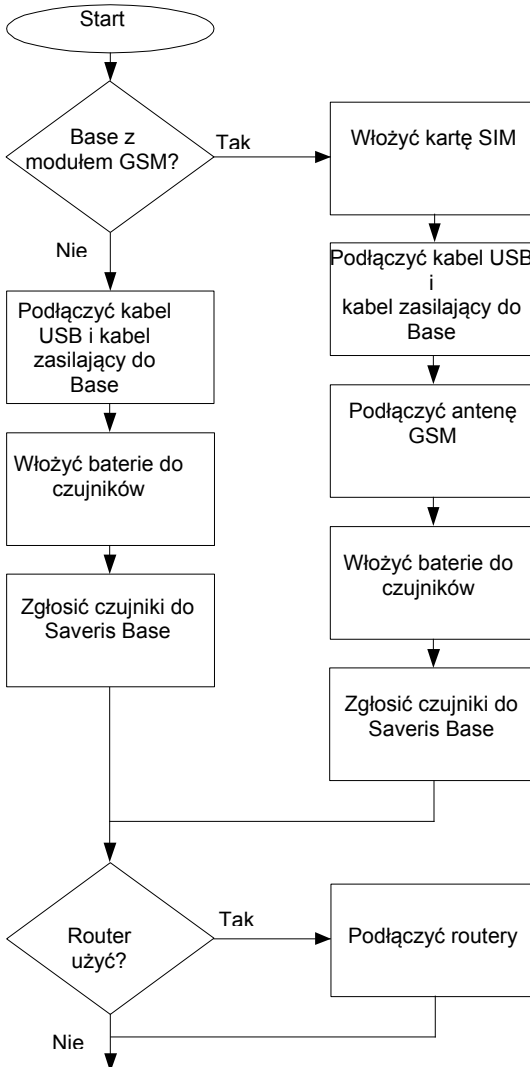 Start
Base z
modułem GSM?
Tak
Włożyć kartę SIM
Nie
Podłączyć kabel
USB i kabel
zasilający do
Base
Podłączyć kabel USB
i
kabel zasilający do
Base
Podłączyć antenę
GSM
Włożyć baterie do
czujników
Włożyć baterie do
czujników
Zgłosić czujniki do
Saveris Base
Zgłosić czujniki do
Saveris Base
Router
użyć?
Tak
Podłączyć routery
Nie